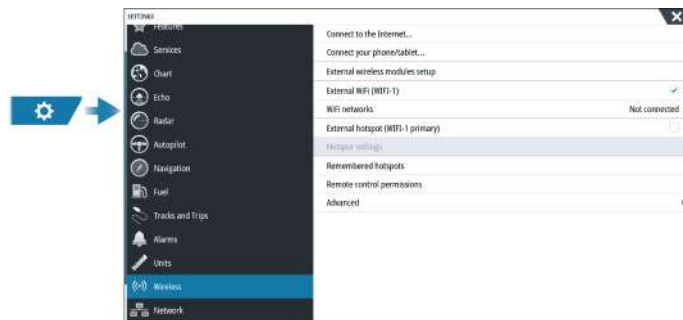 SETTINGS
Features
Services
Chart
Echo
Radar
Autopilot
Navigation
Fuel
Tracks and Trips
Alarms
Units
Wireless
Network
Connect to the Internet...
Connect your phone/tablet...
External wireless modules setup
External WiFi (WIFI-1)
WiFi networks Not connected
External hotspot (WIFI-1 primary)
Hotspot settings
Remembered hotspots
Remote control permissions
Advanced